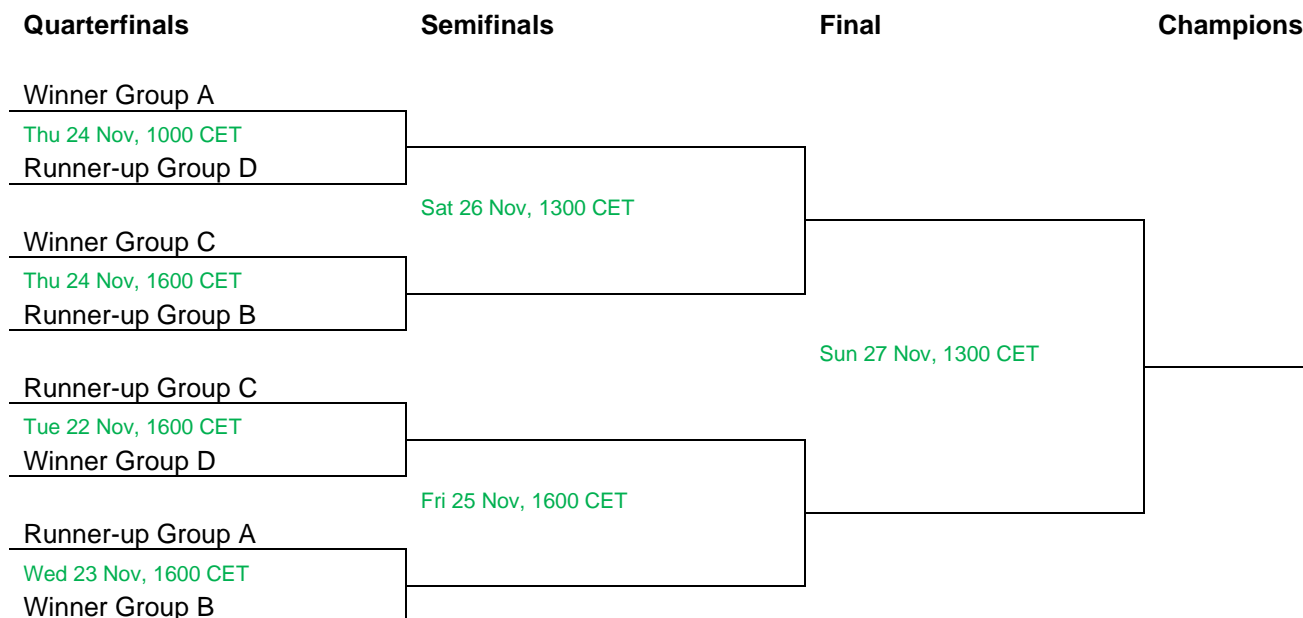 Quarterfinals Semifinals Final Champions
Winner Group A
Thu 24 Nov, 1000 CET
Runner-up Group D
Sat 26 Nov, 1300 CET
Winner Group C
Thu 24 Nov, 1600 CET
Runner-up Group B
Sun 27 Nov, 1300 CET
Runner-up Group C
Tue 22 Nov, 1600 CET
Winner Group D
Fri 25 Nov, 1600 CET
Runner-up Group A
Wed 23 Nov, 1600 CET
Winner Group B